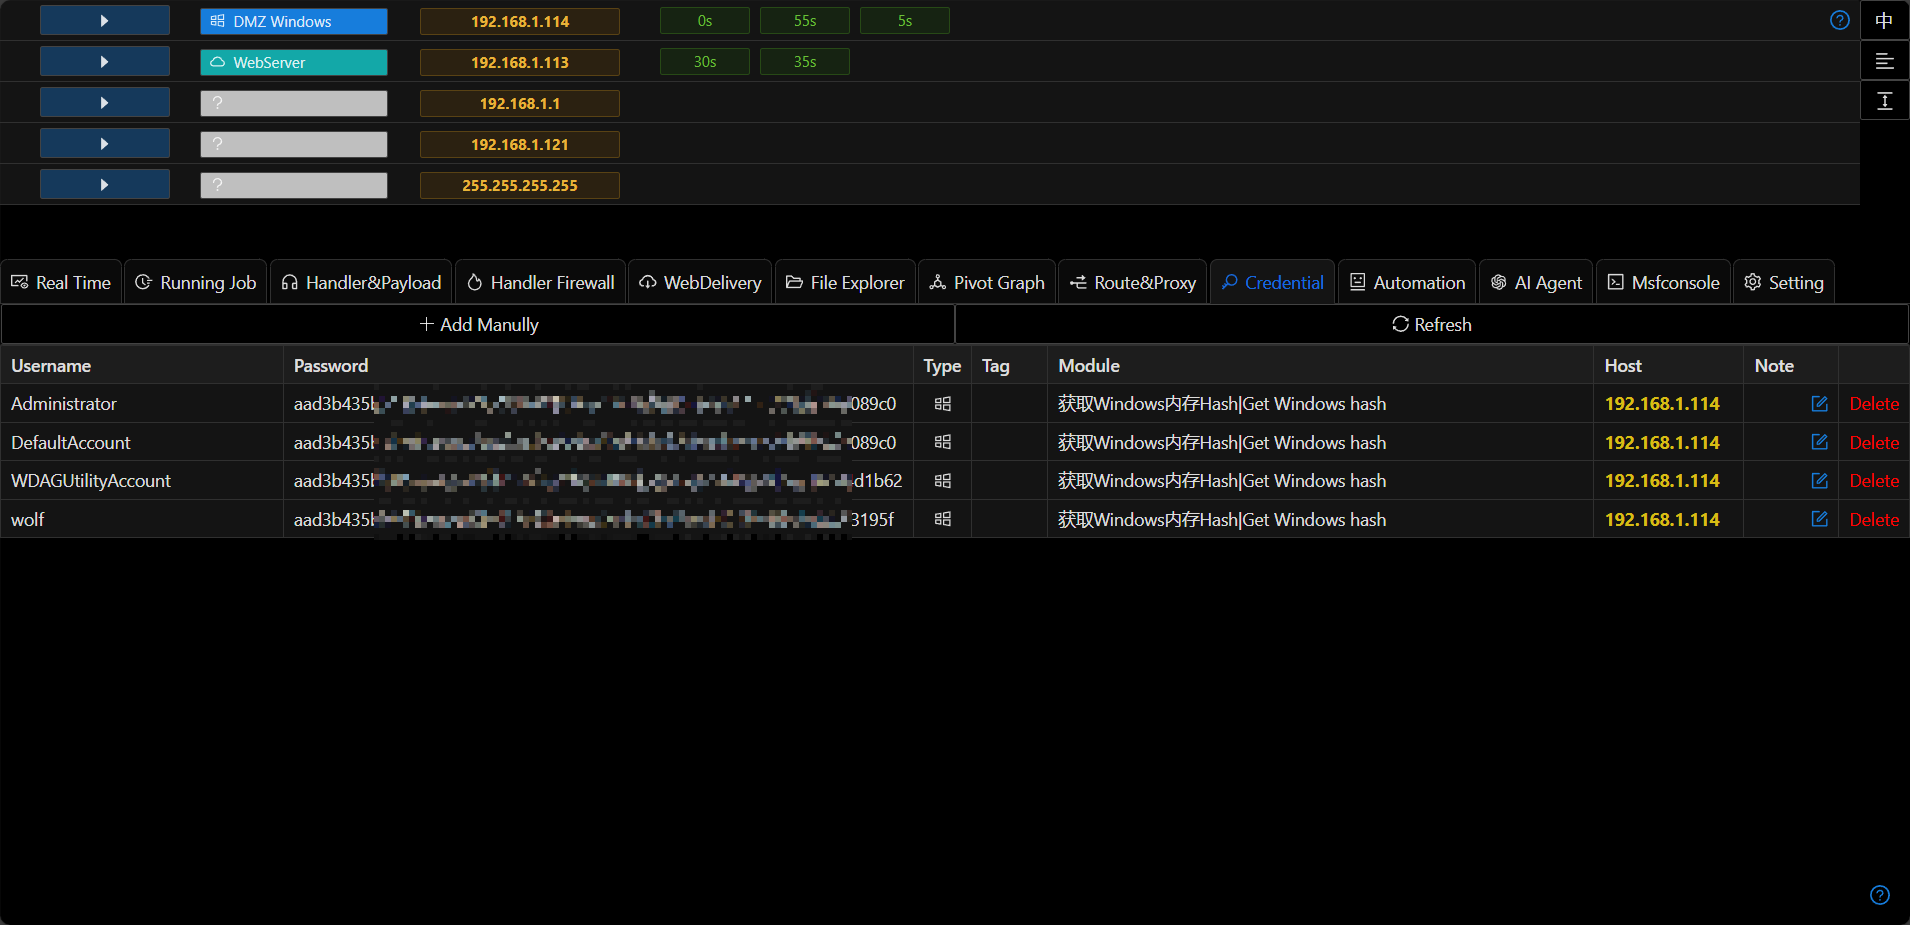 DMZ Windows 192.168.1.114 0s 55s 5s 中
WebServer 192.168.1.113 30s 35s
? 192.168.1.1
? 192.168.1.121
? 255.255.255.255
Real Time Running Job Handler&Payload Handler Firewall WebDelivery File Explorer Pivot Graph Route&Proxy Credential Automation AI Agent Msfconsole Setting
+ Add Manully Refresh
Username Password Type Tag Module Host Note
Administrator aad3b435 089c0 获取Windows内存Hash|Get Windows hash 192.168.1.114 Delete
DefaultAccount aad3b435 089c0 获取Windows内存Hash|Get Windows hash 192.168.1.114 Delete
WDAGUtilityAccount aad3b435 d1b62 获取Windows内存Hash|Get Windows hash 192.168.1.114 Delete
wolf aad3b435 3195f 获取Windows内存Hash|Get Windows hash 192.168.1.114 Delete